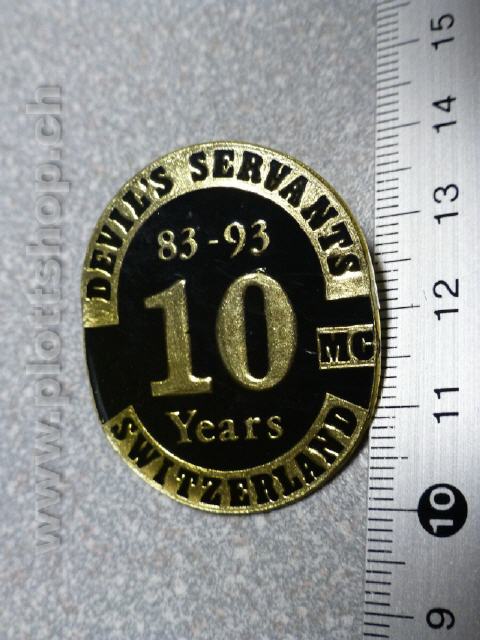 DEVIL'S SERVANTS
83-93
10
MC
Years
SWITZERLAND
15
14
13
12
11
10
9
www.plottshop.ch